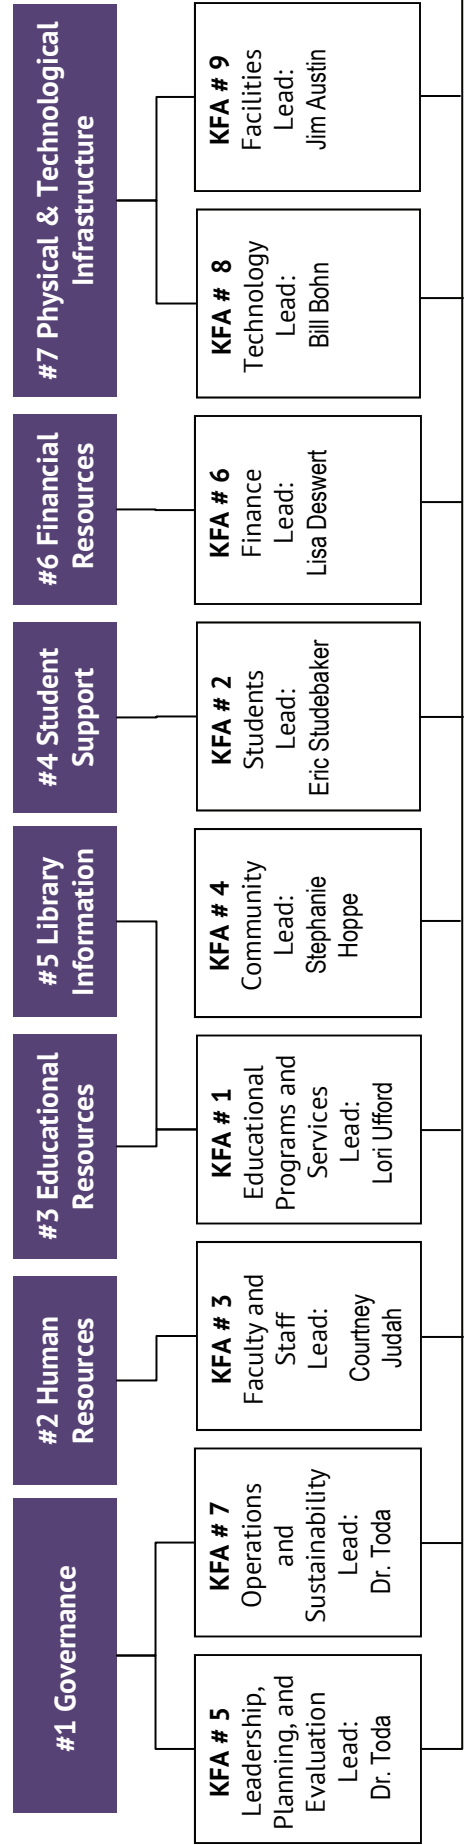 #1 Governance
#2 Human
Resources
#3 Educational
Resources
#5 Library
Information
#4 Student
Support
#6 Financial
Resources
#7 Physical & Technological
Infrastructure
KFA # 5
Leadership,
Planning, and
Evaluation
Lead:
Dr. Toda
KFA # 7
Operations
and
Sustainability
Lead:
Dr. Toda
KFA # 3
Faculty and
Staff
Lead:
Courtney
Judah
KFA # 1
Educational
Programs and
Services
Lead:
Lori Ufford
KFA # 4
Community
Lead:
Stephanie
Hoppe
KFA # 2
Students
Lead:
Eric Studebaker
KFA # 6
Finance
Lead:
Lisa Deswert
KFA # 8
Technology
Lead:
Bill Bohn
KFA # 9
Facilities
Lead:
Jim Austin